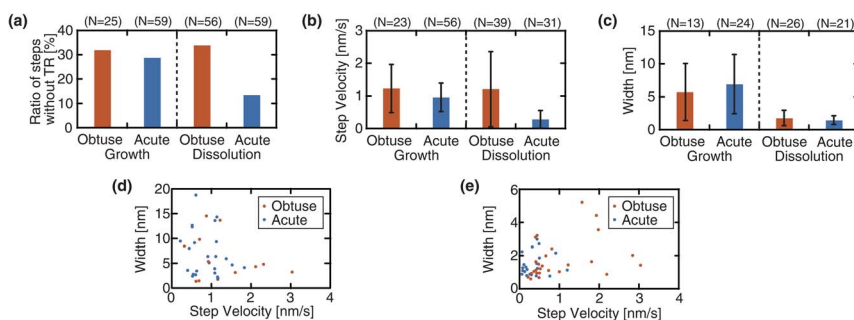 (a)
(N=25) (N=59) (N=56) (N=59)
Ratio of steps
without TR [%]
40
30
20
10
0
Obtuse Acute Obtuse Acute
Growth Dissolution
(b)
(N=23) (N=56) (N=39) (N=31)
Step Velocity [nm/s]
3
2
1
0
Obtuse Acute Obtuse Acute
Growth Dissolution
(c)
(N=13) (N=24) (N=26) (N=21)
Width [nm]
15
10
5
0
Obtuse Acute Obtuse Acute
Growth Dissolution
(d)
Width [nm]
20
15
10
5
0
Obtuse
Acute
0 1 2 3 4
Step Velocity [nm/s]
(e)
Width [nm]
6
4
2
0
Obtuse
Acute
0 1 2 3 4
Step Velocity [nm/s]